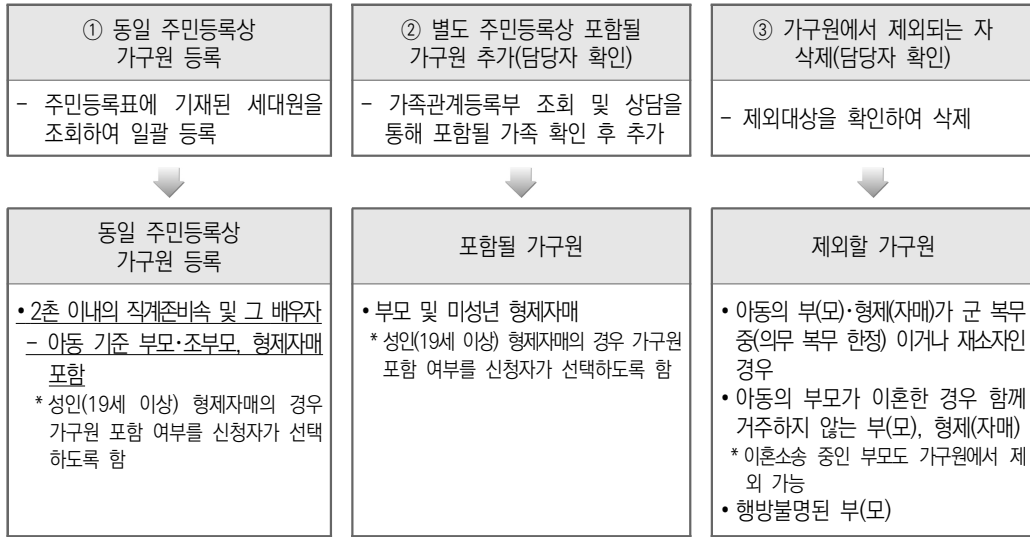 ① 동일 주민등록상
가구원 등록
- 주민등록표에 기재된 세대원을
조회하여 일괄 등록
② 별도 주민등록상 포함될
가구원 추가(담당자 확인)
- 가족관계등록부 조회 및 상담을
통해 포함될 가족 확인 후 추가
③ 가구원에서 제외되는 자
삭제(담당자 확인)
- 제외대상을 확인하여 삭제
동일 주민등록상
가구원 등록
• 2촌 이내의 직계존비속 및 그 배우자
- 아동 기준 부모·조부모, 형제자매
포함
* 성인(19세 이상) 형제자매의 경우
가구원 포함 여부를 신청자가 선택
하도록 함
포함될 가구원
• 부모 및 미성년 형제자매
* 성인(19세 이상) 형제자매의 경우 가구원
포함 여부를 신청자가 선택하도록 함
제외할 가구원
• 아동의 부(모)·형제(자매)가 군 복무
중(의무 복무 한정) 이거나 재소자인
경우
• 아동의 부모가 이혼한 경우 함께
거주하지 않는 부(모), 형제(자매)
* 이혼소송 중인 부모도 가구원에서 제
외 가능
• 행방불명된 부(모)